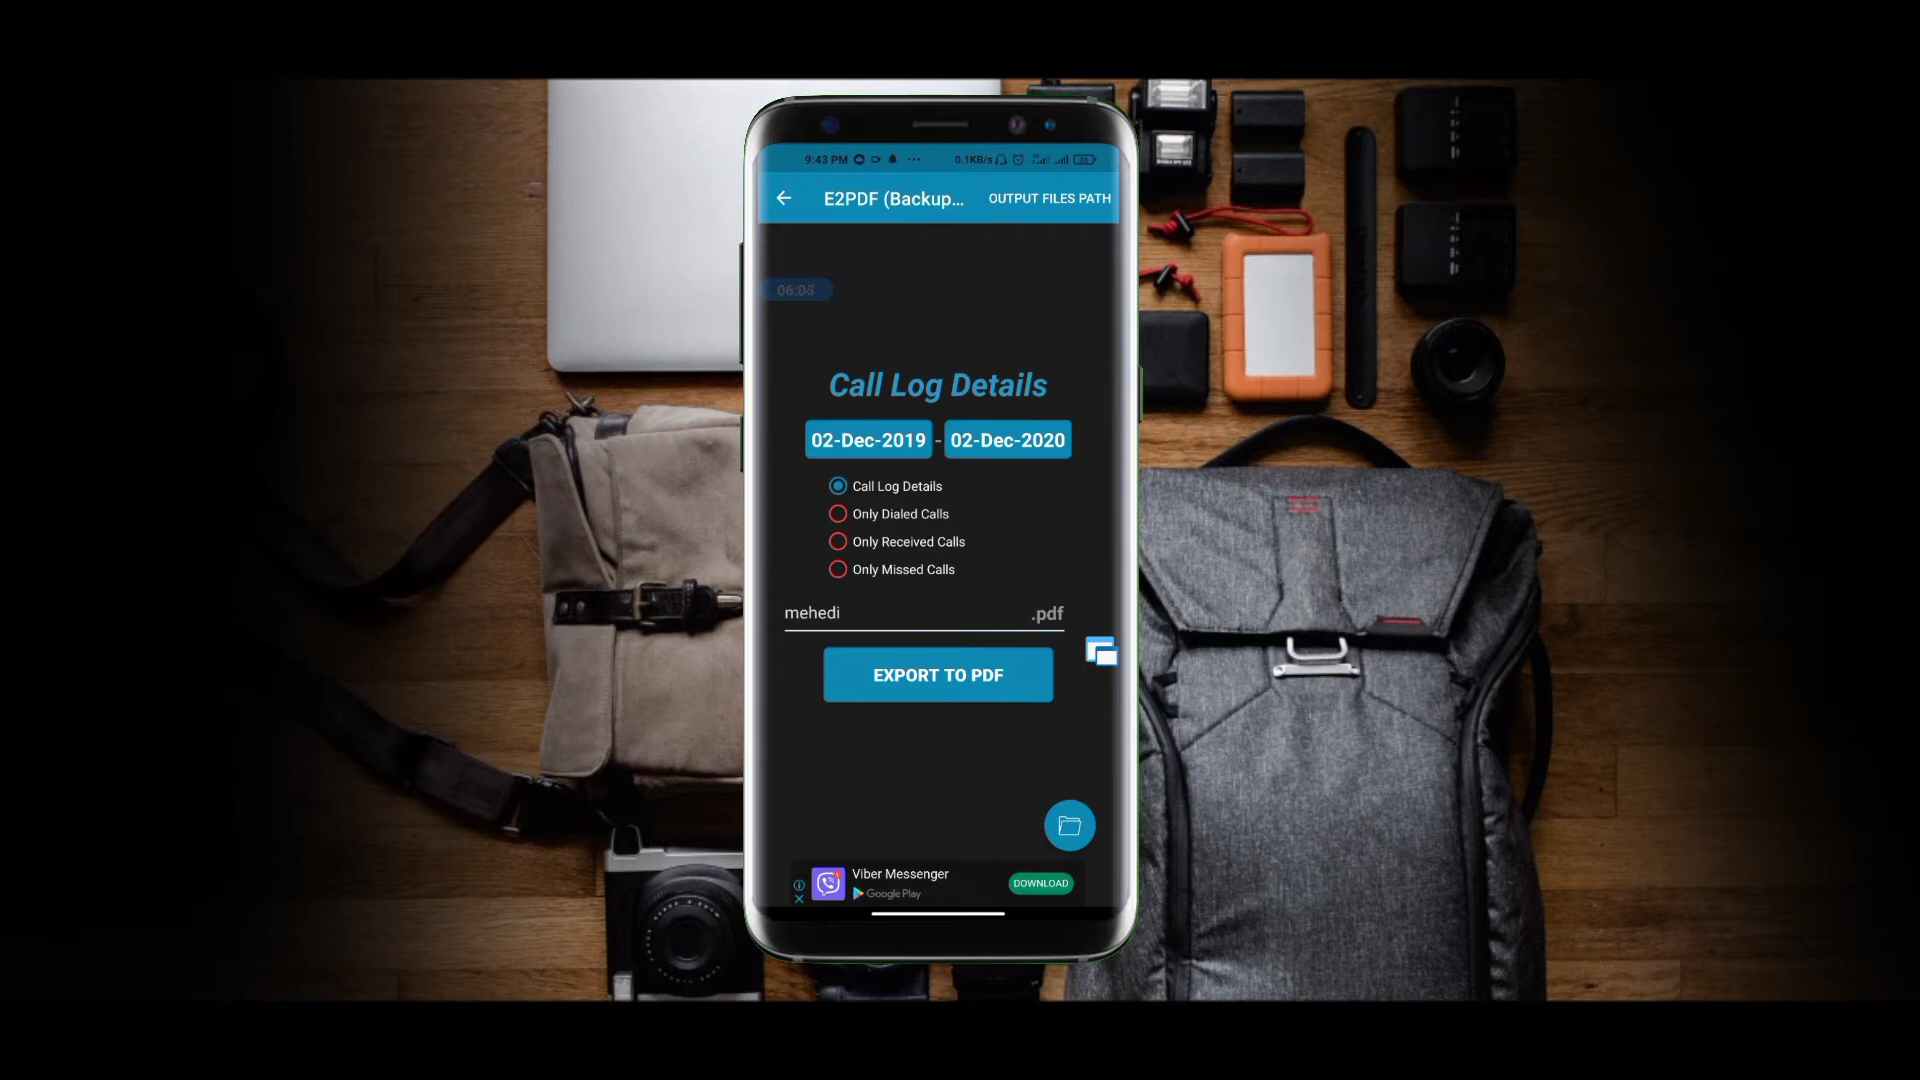 9:43 PM ... 0.1KB/s
E2PDF (Backup... OUTPUT FILES PATH
Call Log Details
02-Dec-2019 - 02-Dec-2020
Call Log Details
Only Dialed Calls
Only Received Calls
Only Missed Calls
mehedi .pdf
EXPORT TO PDF
Viber Messenger
Google Play
DOWNLOAD